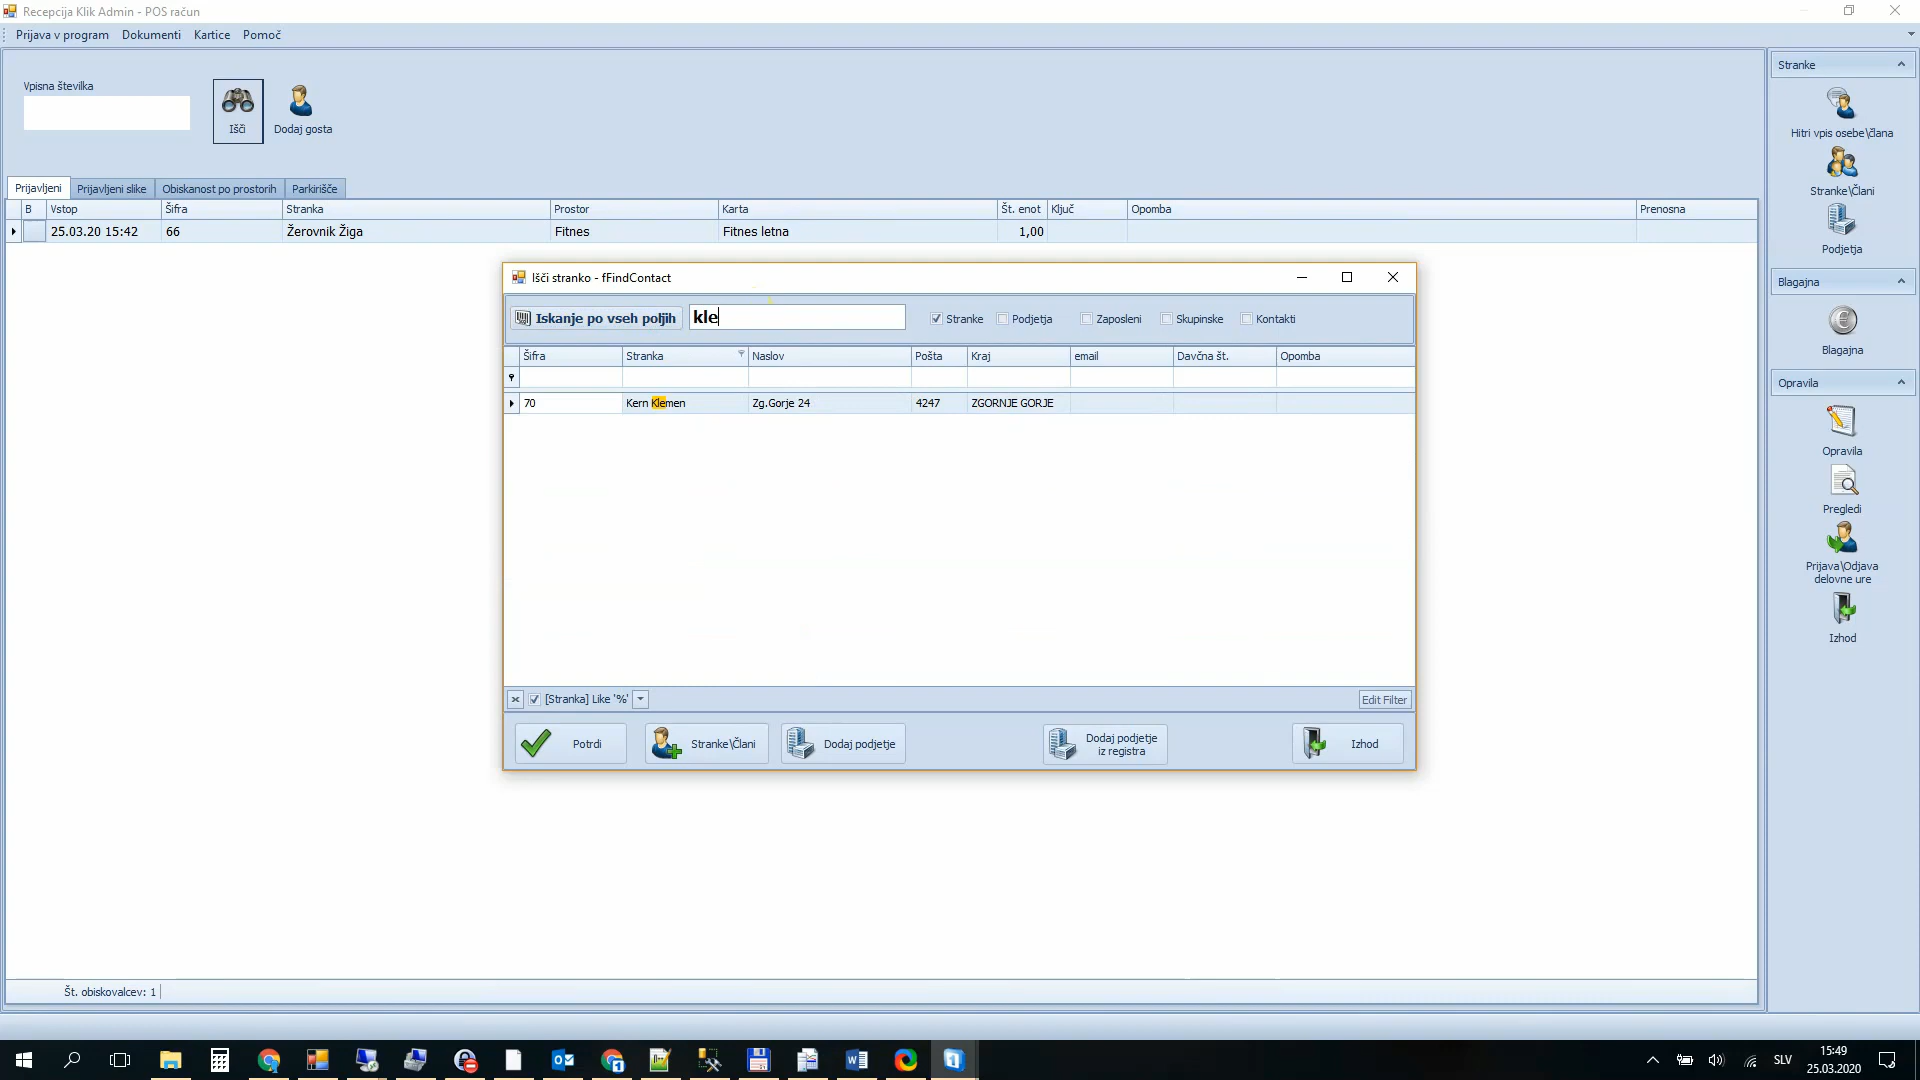 Recepcija Klik Admin - POS račun
Prijava v program Dokumenti Kartice Pomoč
Vpisna številka
Išči
Dodaj gosta
Prijavljeni Prijavljeni slike Obiskanost po prostorih Parkirišče
B Vstop Šifra Stranka Prostor Karta Št. enot Ključ Opomba Prenosna
25.03.20 15:42 66 Žerovnik Žiga Fitnes Fitnes letna 1,00
Išči stranko - fFindContact
Iskanje po vseh poljih kle Stranke Podjetja Zaposleni Skupinske Kontakti
Šifra Stranka Naslov Pošta Kraj email Davčna št. Opomba
70 Kern Klemen Zg.Gorje 24 4247 ZGORNJE GORJE
[Stranka] Like '%' Edit Filter
Potrdi
Stranke\Člani
Dodaj podjetje
Dodaj podjetje
iz registra
Izhod
Št. obiskovalcev: 1
Stranke
Hitri vpis osebe\člana
Stranke\Člani
Podjetja
Blagajna
Blagajna
Opravila
Opravila
Pregledi
Prijava\Odjava
delovne ure
Izhod
SLV
15:49
25.03.2020